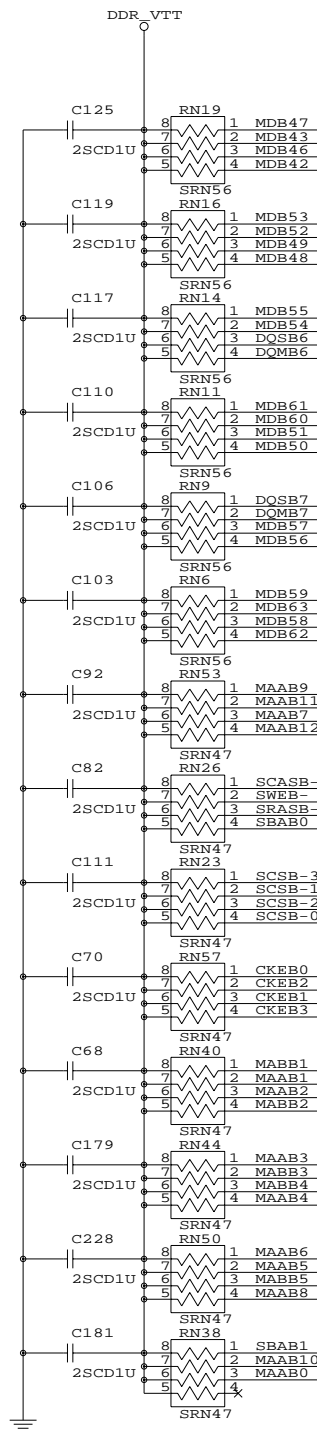 DDR_VTT
C125 RN19
8 1 MDB47
7 2 MDB43
6 3 MDB46
5 4 MDB42
2SCD1U
SRN56
C119 RN16
8 1 MDB53
7 2 MDB52
6 3 MDB49
5 4 MDB48
2SCD1U
SRN56
C117 RN14
8 1 MDB55
7 2 MDB54
6 3 DQSB6
5 4 DQMB6
2SCD1U
SRN56
C110 RN11
8 1 MDB61
7 2 MDB60
6 3 MDB51
5 4 MDB50
2SCD1U
SRN56
C106 RN9
8 1 DQSB7
7 2 DQMB7
6 3 MDB57
5 4 MDB56
2SCD1U
SRN56
C103 RN6
8 1 MDB59
7 2 MDB63
6 3 MDB58
5 4 MDB62
2SCD1U
SRN56
C92 RN53
8 1 MAAB9
7 2 MAAB11
6 3 MAAB7
5 4 MAAB12
2SCD1U
SRN47
C82 RN26
8 1 SCASB-
7 2 SWEB-
6 3 SRASB-
5 4 SBAB0
2SCD1U
SRN47
C111 RN23
8 1 SCSB-3
7 2 SCSB-1
6 3 SCSB-2
5 4 SCSB-0
2SCD1U
SRN47
C70 RN57
8 1 CKEB0
7 2 CKEB2
6 3 CKEB1
5 4 CKEB3
2SCD1U
SRN47
C68 RN40
8 1 MABB1
7 2 MAAB1
6 3 MAAB2
5 4 MABB2
2SCD1U
SRN47
C179 RN44
8 1 MAAB3
7 2 MABB3
6 3 MABB4
5 4 MAAB4
2SCD1U
SRN47
C228 RN50
8 1 MAAB6
7 2 MAAB5
6 3 MABB5
5 4 MAAB8
2SCD1U
SRN47
C181 RN38
8 1 SBAB1
7 2 MAAB10
6 3 MAAB0
5 4
2SCD1U
SRN47